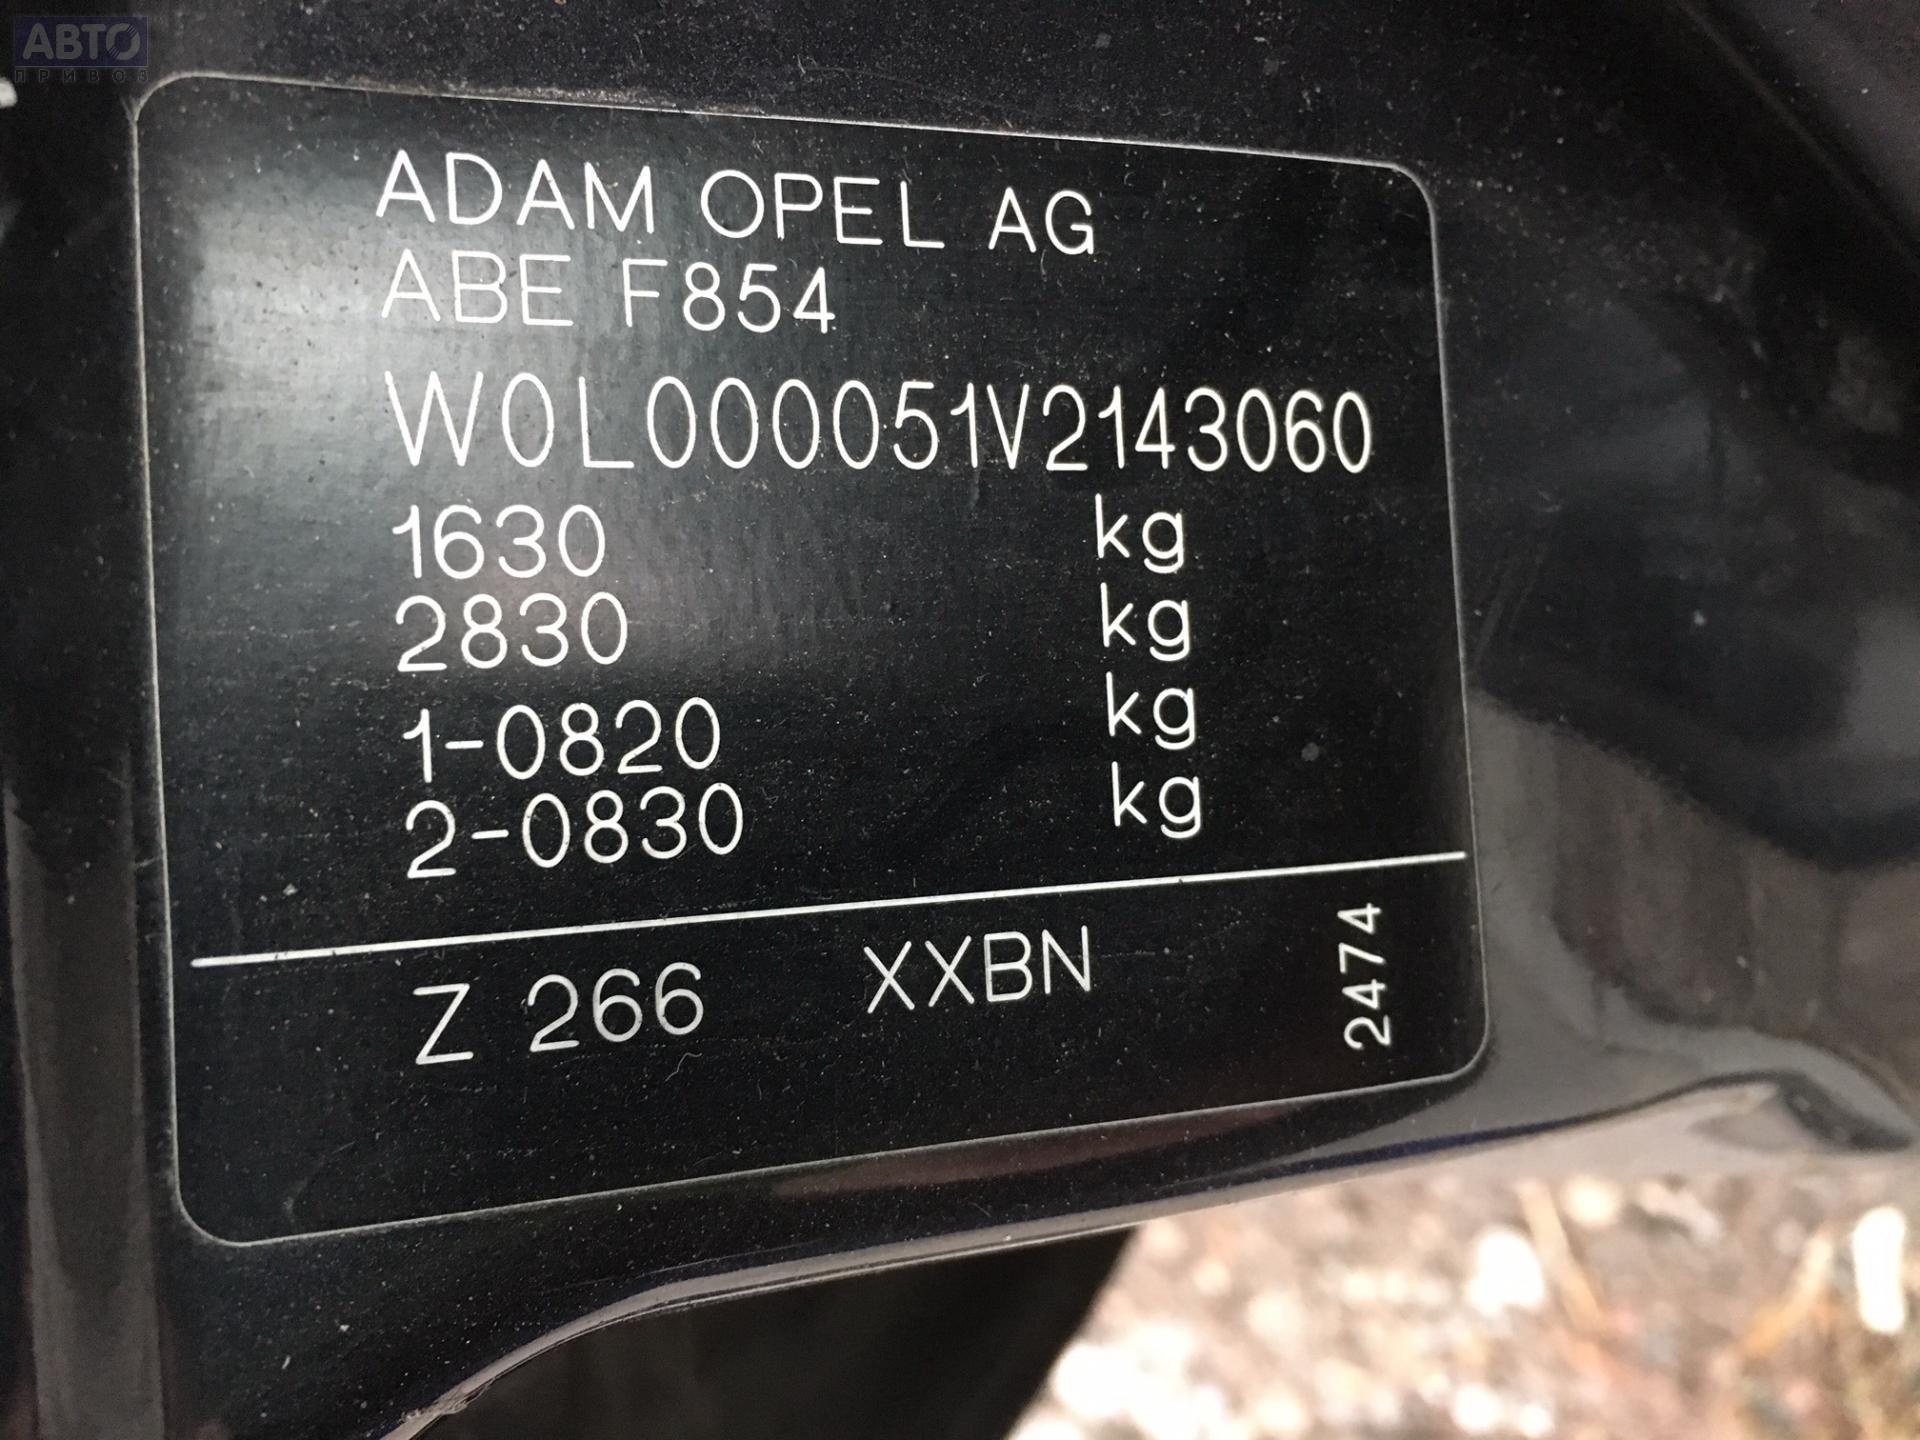 АВТО
ПРИВОЗ
ADAM OPEL AG
ABE F854
W0L000051V2143060
1630 kg
2830 kg
1-0820 kg
2-0830 kg
Z 266 XXBN 2474